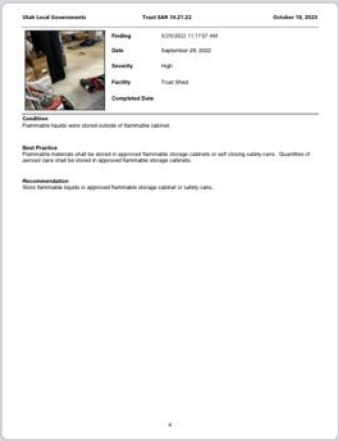 Utah Local Governments Trust SAR 10.21.22 October 18, 2023
Finding 9/29/2022 11:17:07 AM
Date September 29, 2022
Severity High
Facility Trust Shed
Completed Date
Condition
Flammable liquids were stored outside of flammable cabinet.
Best Practice
Flammable materials shall be stored in approved flammable storage cabinets or self closing safety cans. Quantities of
aerosol cans shall be stored in approved flammable storage cabinets.
Recommendation
Store flammable liquids in approved flammable storage cabinet or safety cans.
4